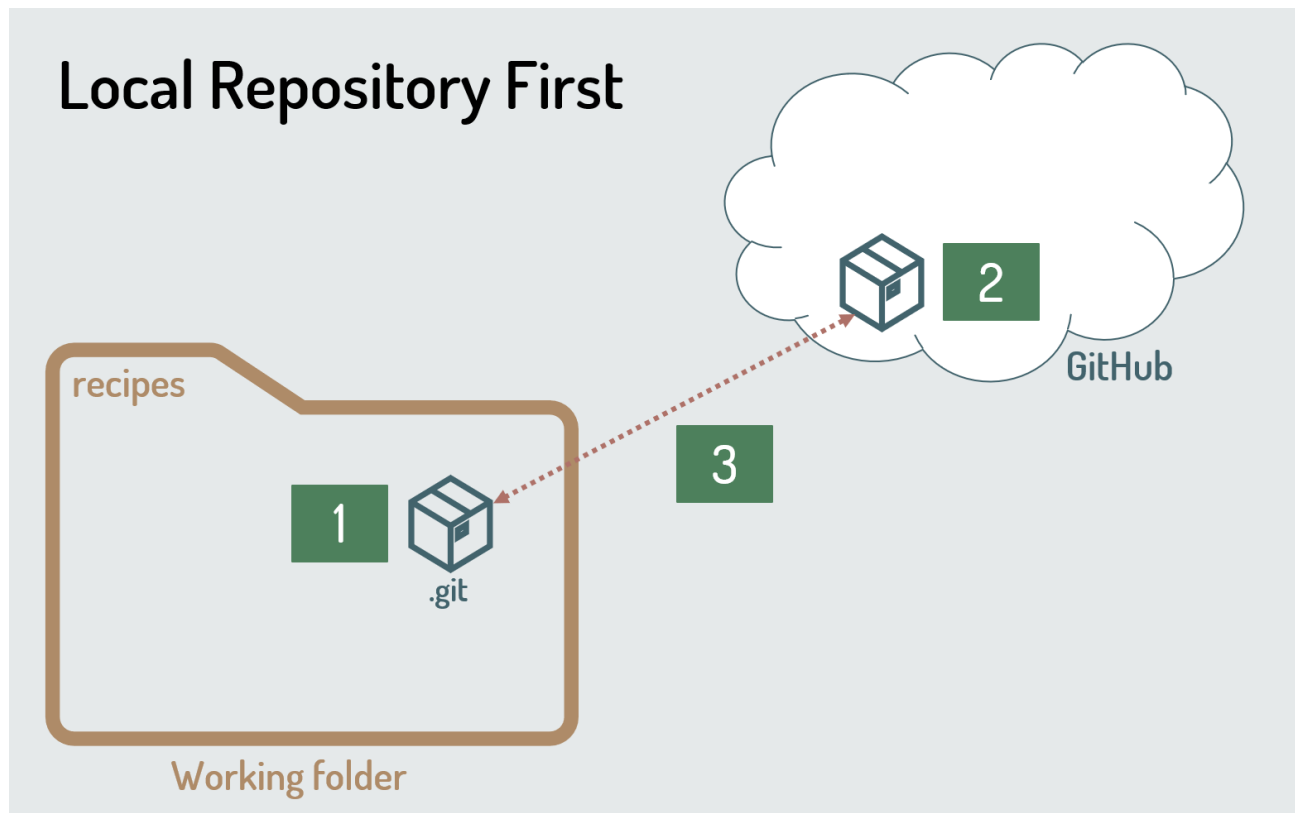 Local Repository First
2
GitHub
recipes
3
1
.git
Working folder